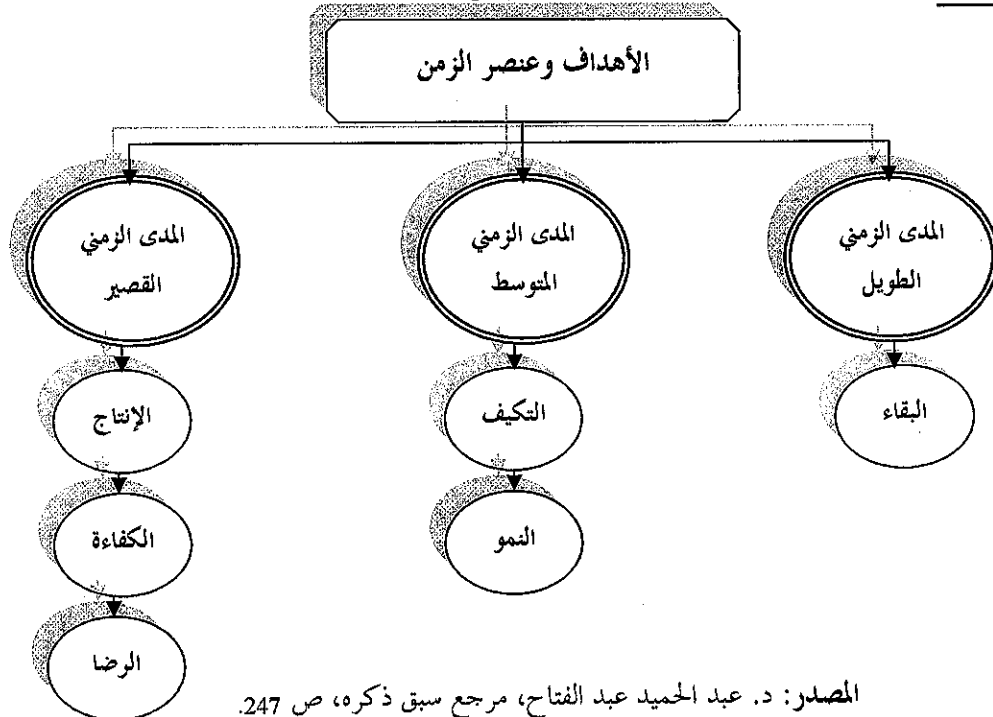 الأهداف وعنصر الزمن
المدى الزمني
الطويل
البقاء
المدى الزمني
المتوسط
التكيف
النمو
المدى الزمني
القصير
الإنتاج
الكفاءة
الرضا
المصدر: د. عبد الحميد عبد الفتاح، مرجع سبق ذكره، ص 247.